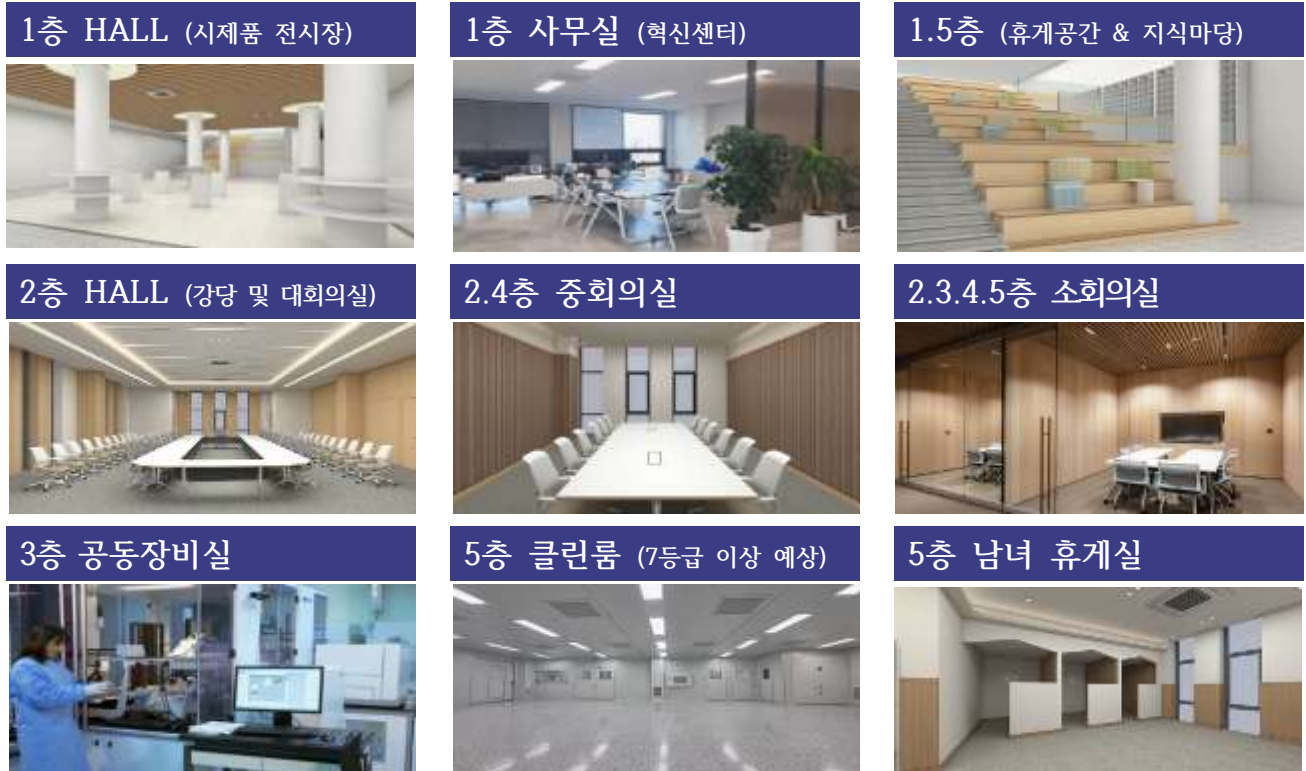 1층 HALL (시제품 전시장)
1층 사무실 (혁신센터)
1.5층 (휴게공간 & 지식마당)
2층 HALL (강당 및 대회의실)
2.4층 중회의실
2.3.4.5층 소회의실
3층 공동장비실
5층 클린룸 (7등급 이상 예상)
5층 남녀 휴게실